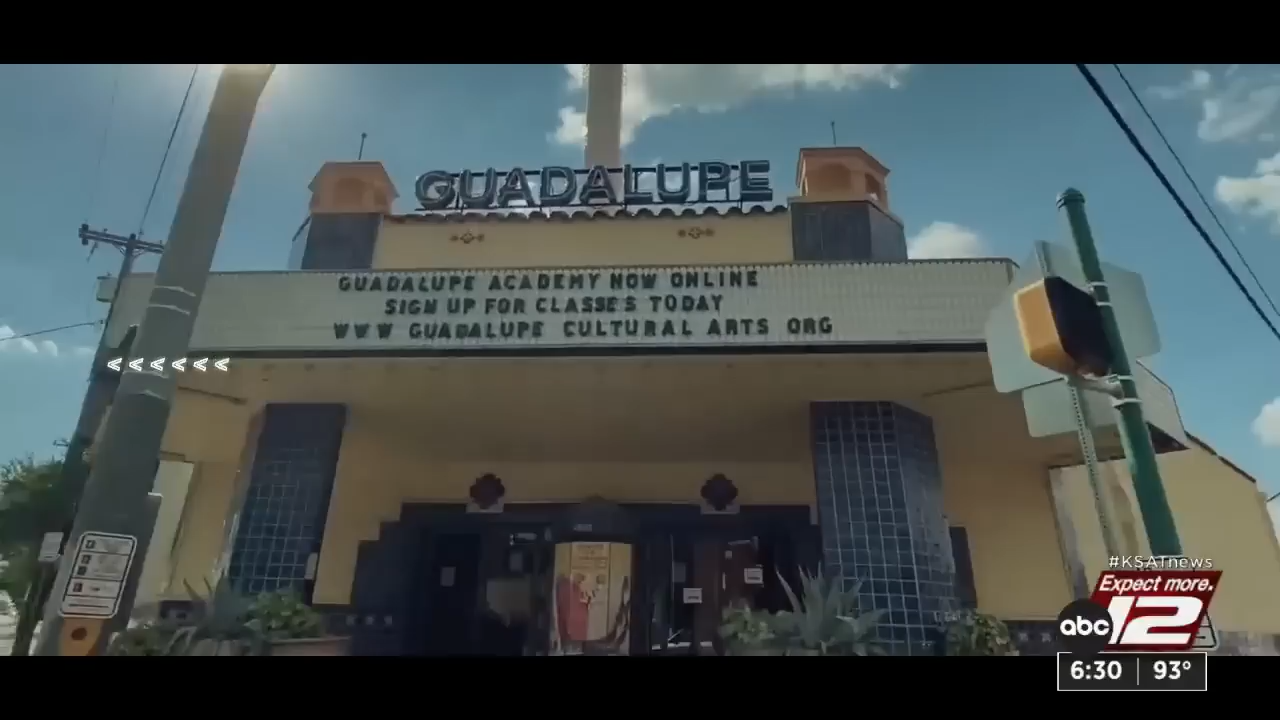 GUADALUPE
GUADALUPE ACADEMY NOW ONLINE
SIGN UP FOR CLASSES TODAY
WWW GUADALUPE CULTURAL ARTS ORG
<<<<<<
#KSATnews
Expect more.
abc 12
6:30 93°